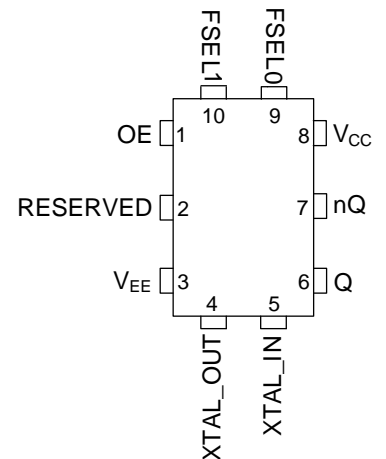 FSEL1 FSEL0
10 9
OE 1 8 VCC
RESERVED 2 7 nQ
VEE 3 6 Q
4 5
XTAL_OUT XTAL_IN